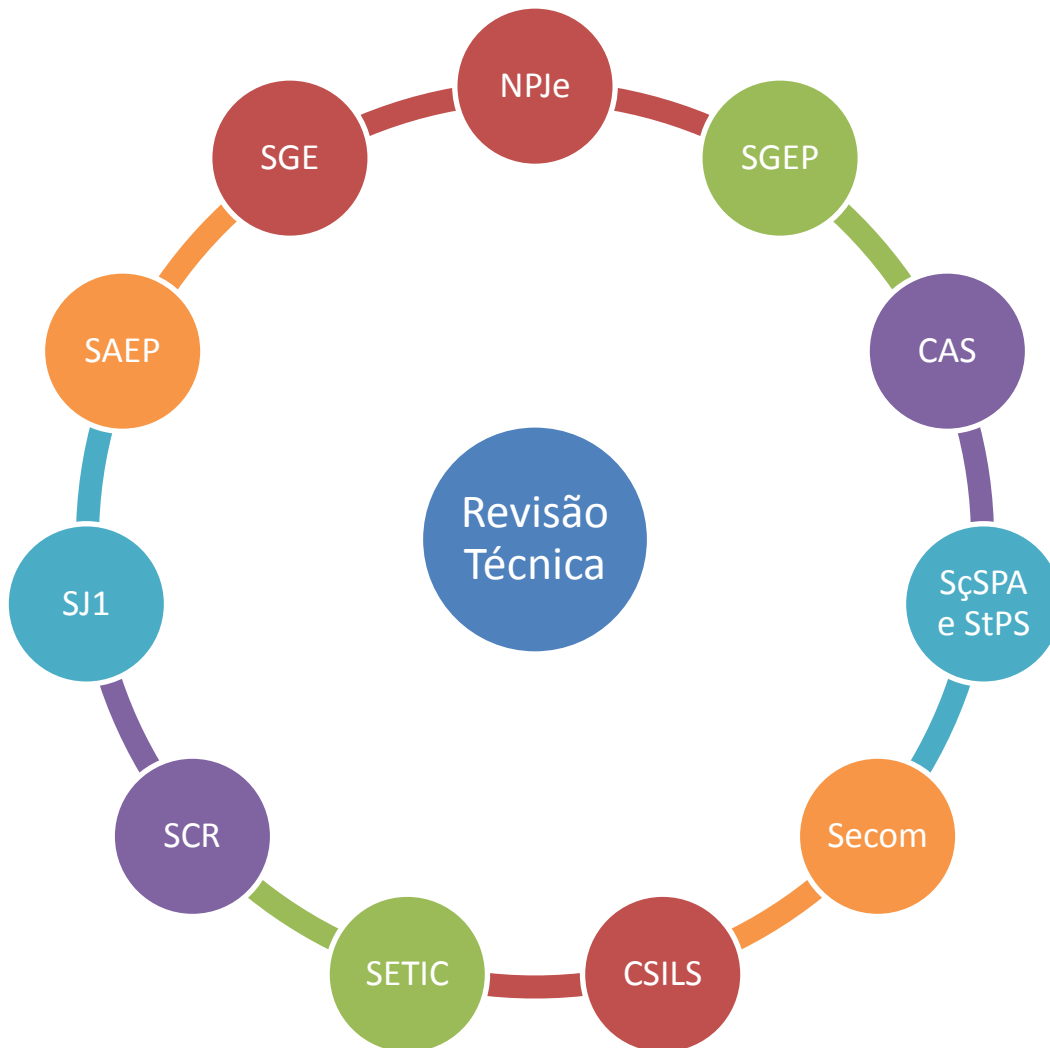 NPJe
SGEP
CAS
SçSPA
e StPS
Secom
CSILS
SETIC
SCR
SJ1
SAEP
SGE
Revisão
Técnica